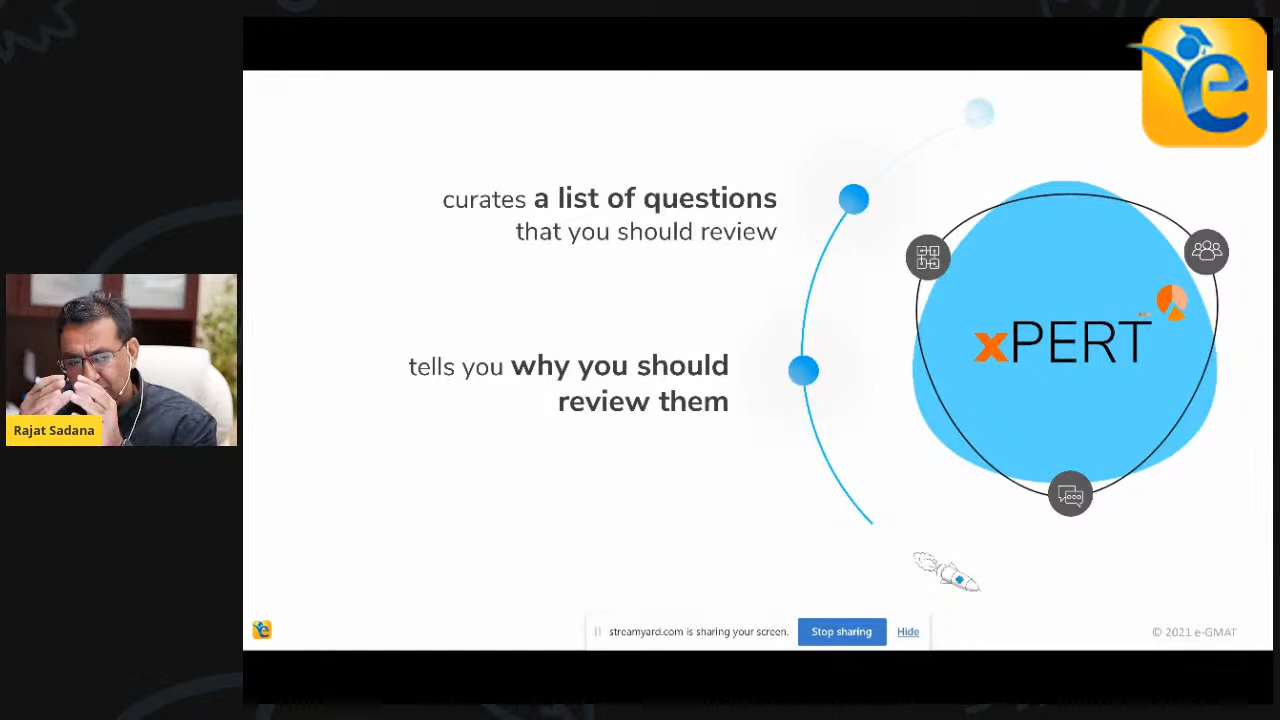 curates a list of questions
that you should review
tells you why you should
review them
xPERT
Rajat Sadana
streamyard.com is sharing your screen.
Stop sharing
Hide
© 2021 e-GMAT
e
e